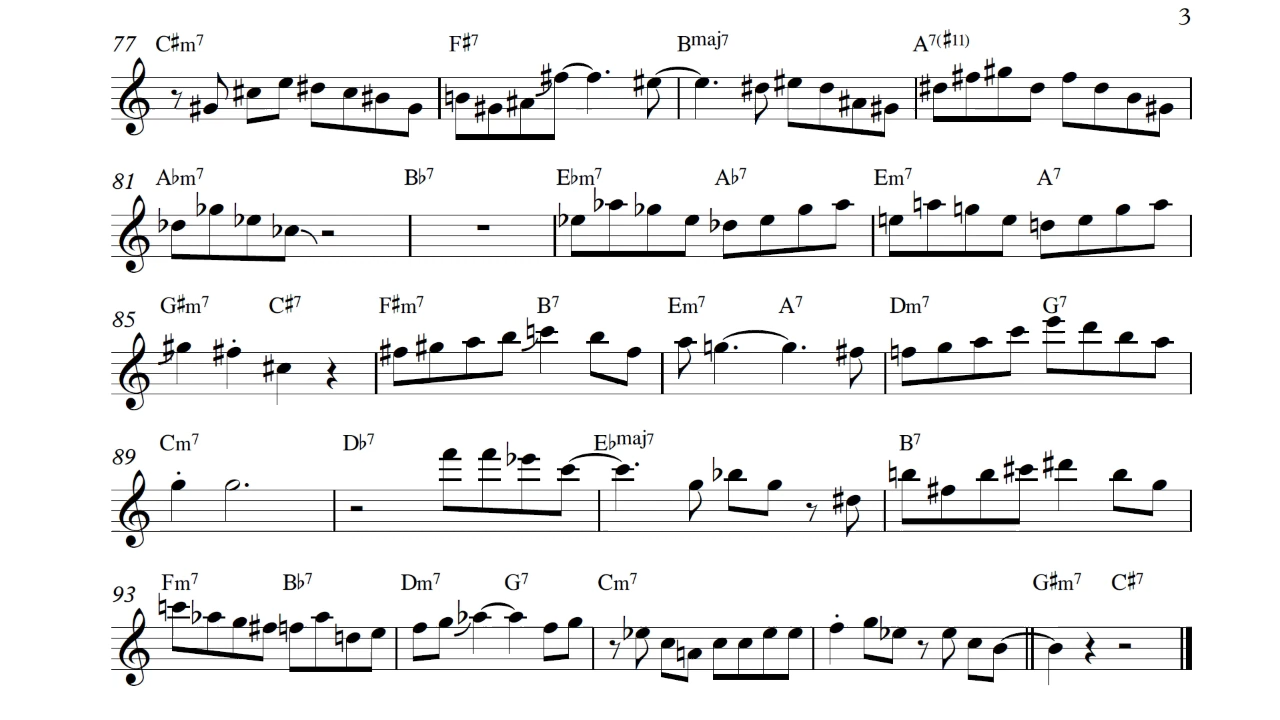 3
77 C♯m7 F♯7 Bmaj7 A7(♯11)
81 A♭m7 B♭7 E♭m7 A♭7 Em7 A7
85 G♯m7 C♯7 F♯m7 B7 Em7 A7 Dm7 G7
89 Cm7 D♭7 E♭maj7 B7
93 Fm7 B♭7 Dm7 G7 Cm7 G♯m7 C♯7